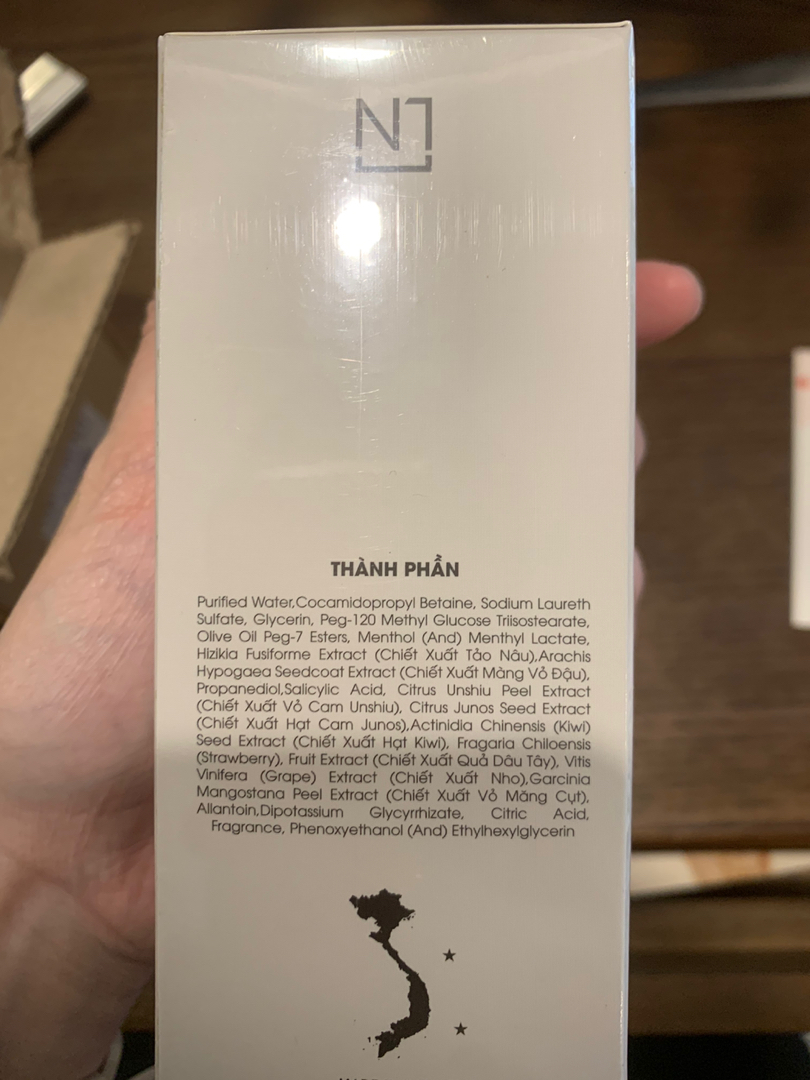 THÀNH PHẦN
Purified Water,Cocamidopropyl Betaine, Sodium Laureth
Sulfate, Glycerin, Peg-120 Methyl Glucose Triisostearate,
Olive Oil Peg-7 Esters, Menthol (And) Menthyl Lactate,
Hizikia Fusiforme Extract (Chiết Xuất Tảo Nâu),Arachis
Hypogaea Seedcoat Extract (Chiết Xuất Màng Vỏ Đậu),
Propanediol,Salicylic Acid, Citrus Unshiu Peel Extract
(Chiết Xuất Vỏ Cam Unshiu), Citrus Junos Seed Extract
(Chiết Xuất Hạt Cam Junos),Actinidia Chinensis (Kiwi)
Seed Extract (Chiết Xuất Hạt Kiwi), Fragaria Chiloensis
(Strawberry), Fruit Extract (Chiết Xuất Quả Dâu Tây), Vitis
Vinifera (Grape) Extract (Chiết Xuất Nho),Garcinia
Mangostana Peel Extract (Chiết Xuất Vỏ Măng Cụt),
Allantoin,Dipotassium Glycyrrhizate, Citric Acid,
Fragrance, Phenoxyethanol (And) Ethylhexylglycerin